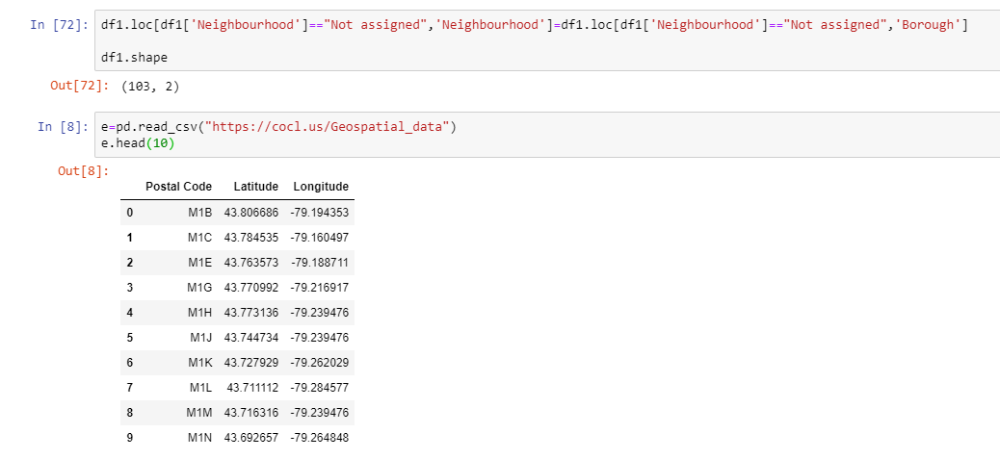 In [72]: df1.loc[df1['Neighbourhood']=="Not assigned",'Neighbourhood']=df1.loc[df1['Neighbourhood']=="Not assigned",'Borough']
df1.shape
Out[72]: (103, 2)
In [8]: e=pd.read_csv("https://cocl.us/Geospatial_data")
e.head(10)
Out[8]:
Postal Code Latitude Longitude
0 M1B 43.806686 -79.194353
1 M1C 43.784535 -79.160497
2 M1E 43.763573 -79.188711
3 M1G 43.770992 -79.216917
4 M1H 43.773136 -79.239476
5 M1J 43.744734 -79.239476
6 M1K 43.727929 -79.262029
7 M1L 43.711112 -79.284577
8 M1M 43.716316 -79.239476
9 M1N 43.692657 -79.264848